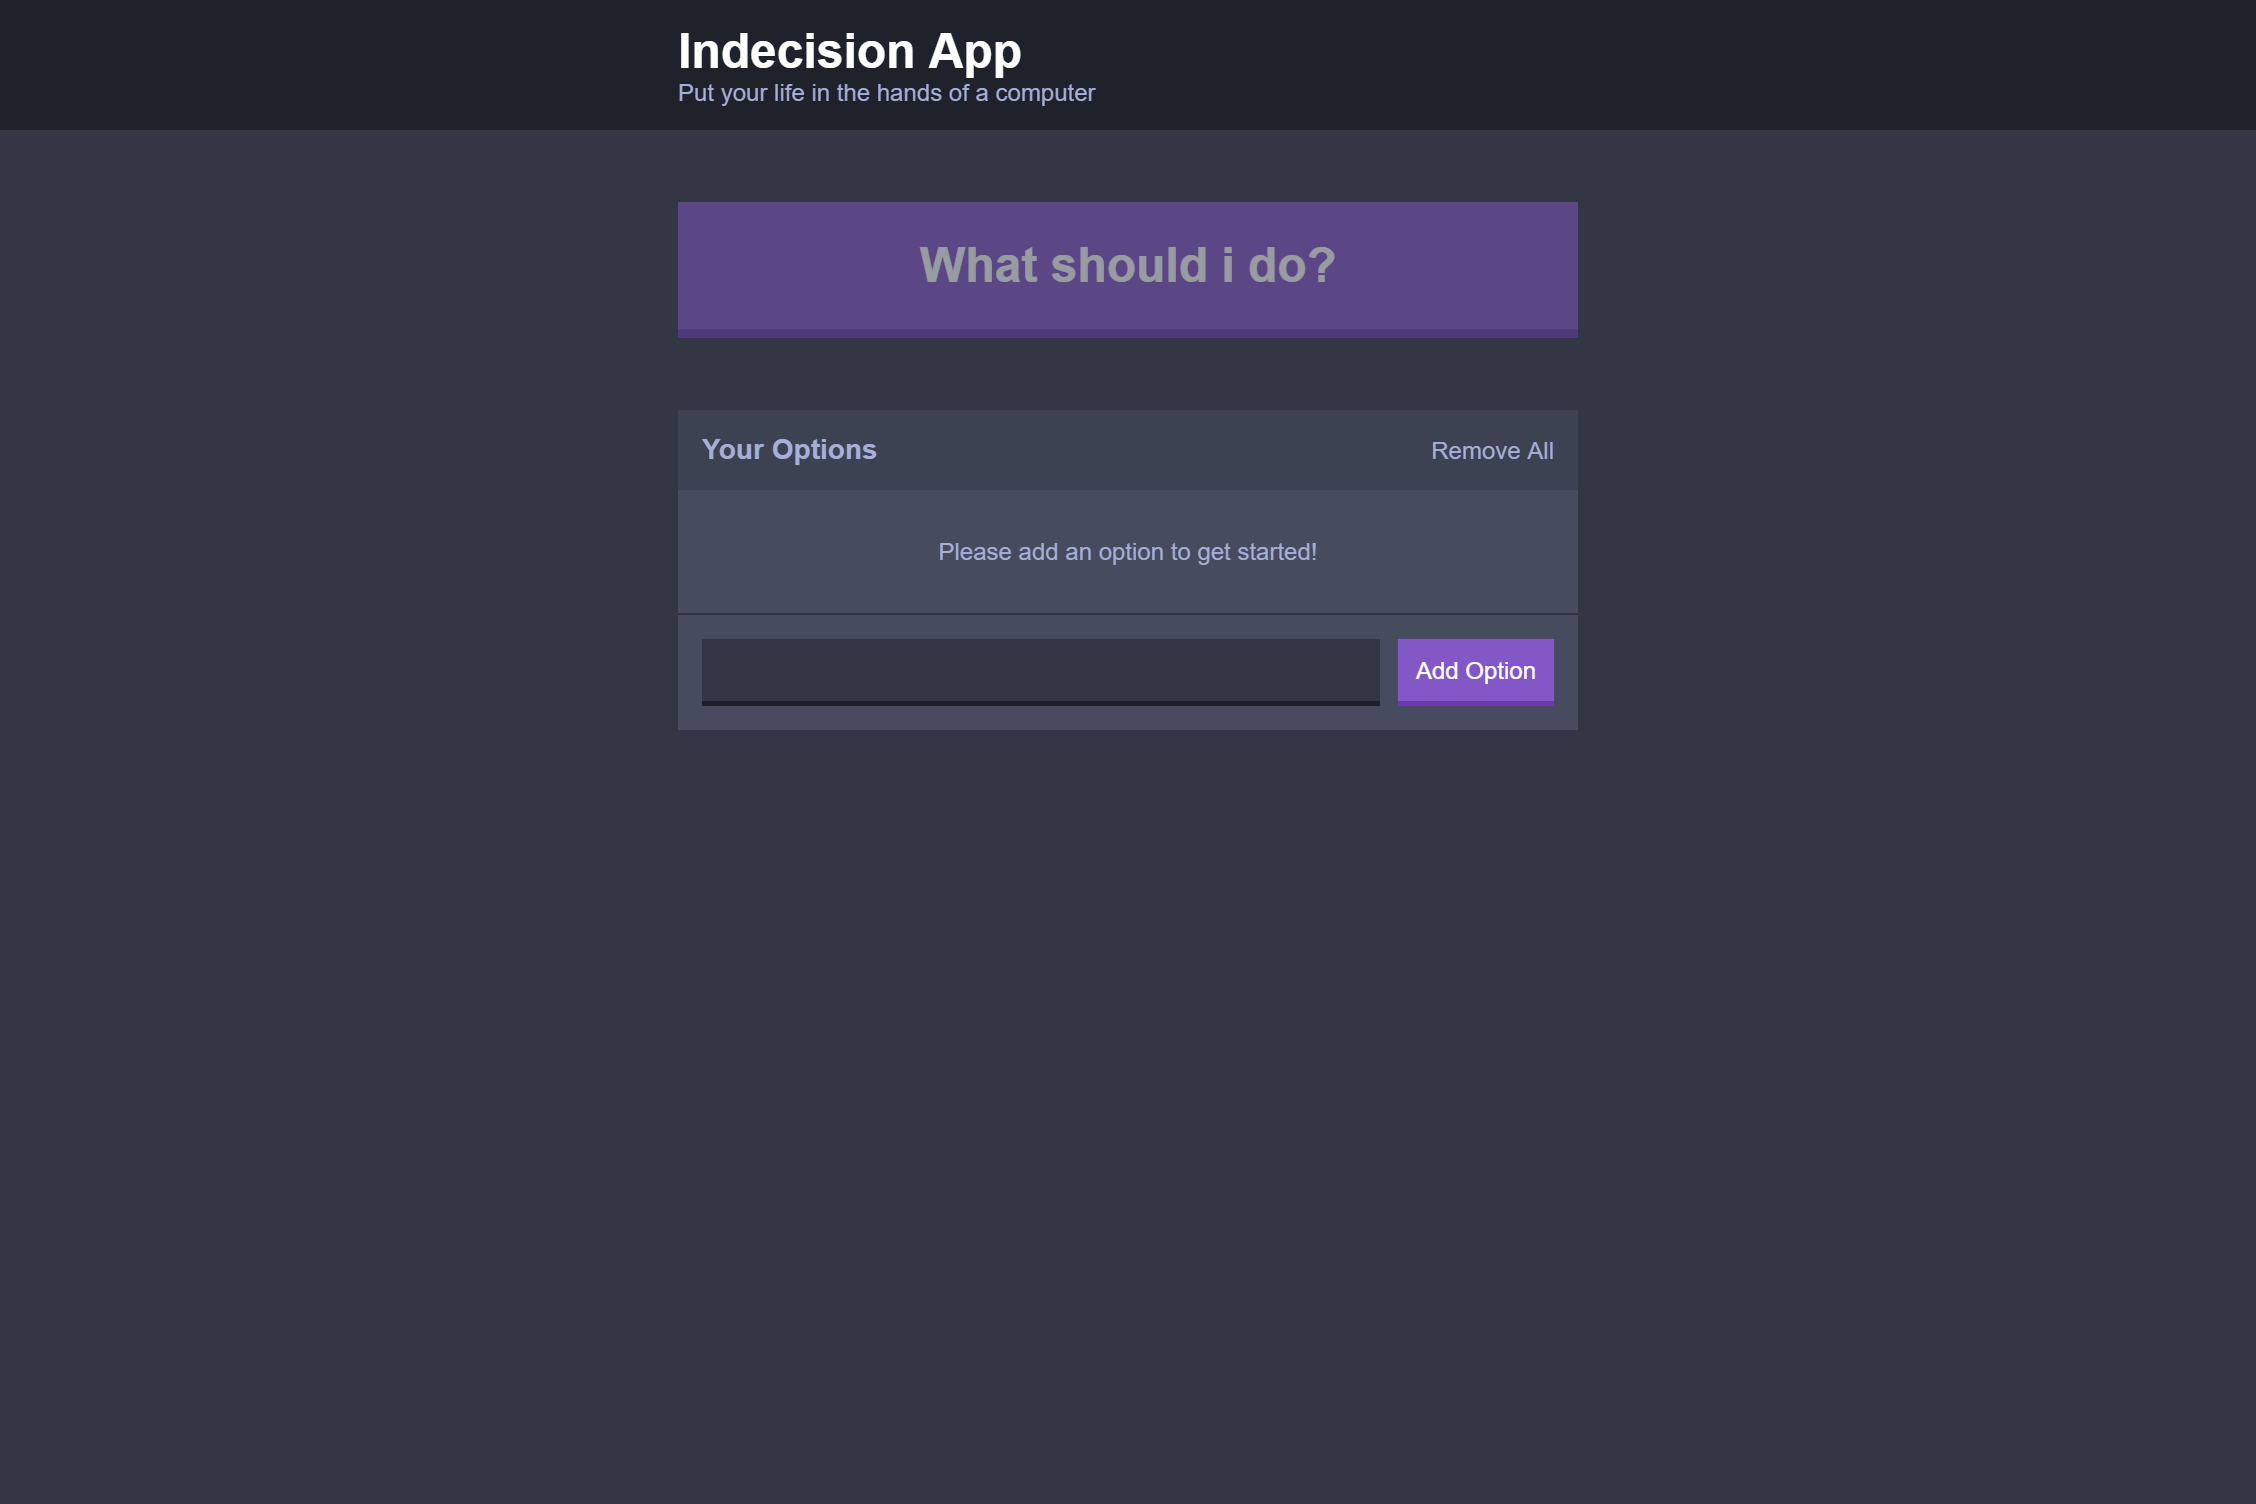 Indecision App
Put your life in the hands of a computer
What should i do?
Your Options
Remove All
Please add an option to get started!
Add Option